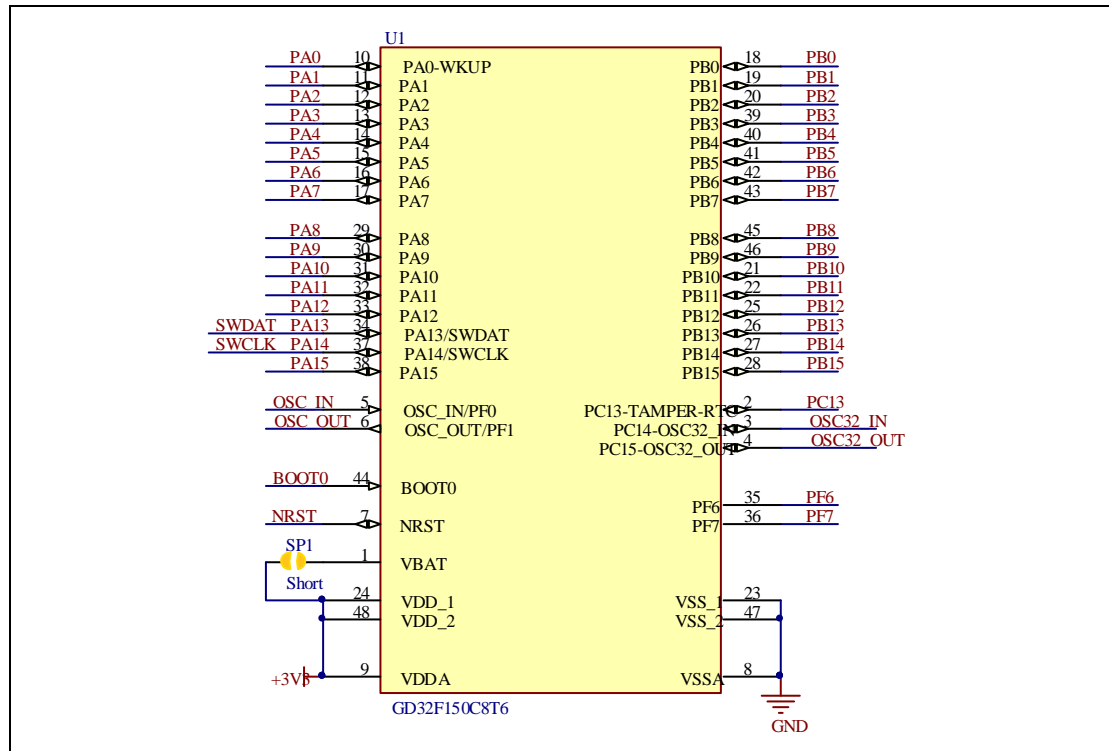 U1
PA0 10 PA0-WKUP PB0 18 PB0
PA1 11 PA1 PB1 19 PB1
PA2 12 PA2 PB2 20 PB2
PA3 13 PA3 PB3 39 PB3
PA4 14 PA4 PB4 40 PB4
PA5 15 PA5 PB5 41 PB5
PA6 16 PA6 PB6 42 PB6
PA7 17 PA7 PB7 43 PB7
PA8 29 PA8 PB8 45 PB8
PA9 30 PA9 PB9 46 PB9
PA10 31 PA10 PB10 21 PB10
PA11 32 PA11 PB11 22 PB11
PA12 33 PA12 PB12 25 PB12
SWDAT PA13 34 PA13/SWDAT PB13 26 PB13
SWCLK PA14 37 PA14/SWCLK PB14 27 PB14
PA15 38 PA15 PB15 28 PB15
OSC_IN 5 OSC_IN/PF0 PC13-TAMPER-RTC 2 PC13
OSC_OUT 6 OSC_OUT/PF1 PC14-OSC32_IN 3 OSC32_IN
PC15-OSC32_OUT 4 OSC32_OUT
BOOT0 44 BOOT0 PF6 35 PF6
NRST 7 NRST PF7 36 PF7
SP1 1 VBAT
Short
24 VDD_1 VSS_1 23
48 VDD_2 VSS_2 47
+3V3 9 VDDA VSSA 8
GD32F150C8T6
GND